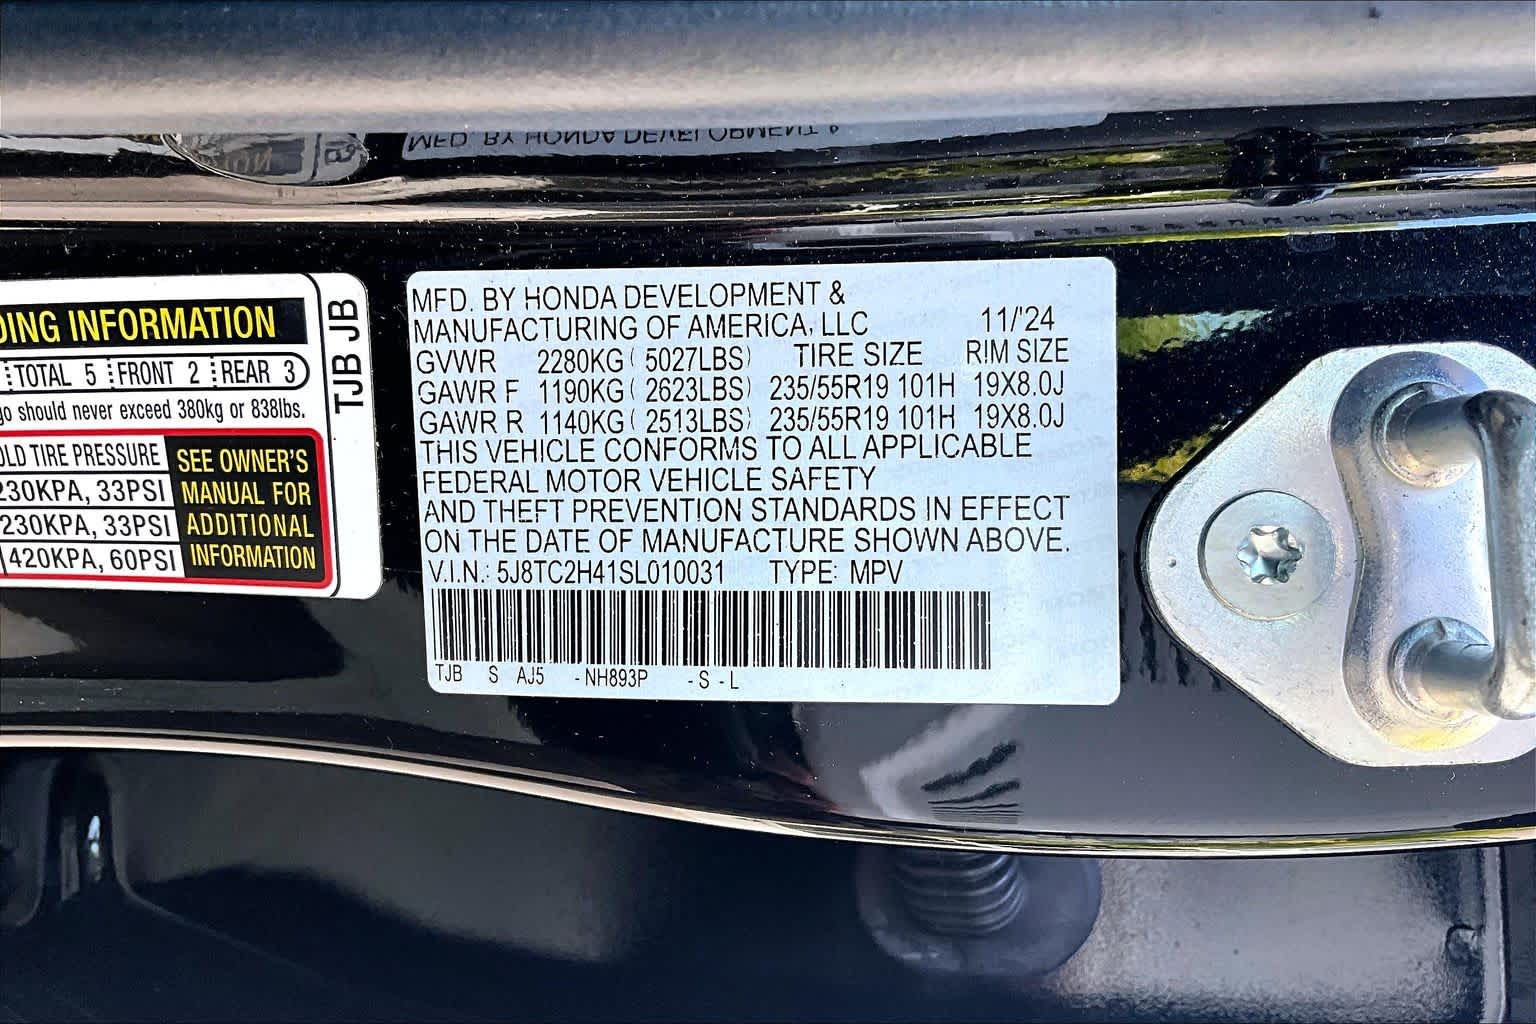 DING INFORMATION
TOTAL 5 FRONT 2 REAR 3
go should never exceed 380kg or 838lbs.
OLD TIRE PRESSURE
230KPA, 33PSI
230KPA, 33PSI
420KPA, 60PSI
SEE OWNER'S
MANUAL FOR
ADDITIONAL
INFORMATION
TJB JB
MFD. BY HONDA DEVELOPMENT &
MANUFACTURING OF AMERICA, LLC 11/'24
GVWR 2280KG ( 5027LBS) TIRE SIZE RIM SIZE
GAWR F 1190KG ( 2623LBS) 235/55R19 101H 19X8.0J
GAWR R 1140KG ( 2513LBS) 235/55R19 101H 19X8.0J
THIS VEHICLE CONFORMS TO ALL APPLICABLE
FEDERAL MOTOR VEHICLE SAFETY
AND THEFT PREVENTION STANDARDS IN EFFECT
ON THE DATE OF MANUFACTURE SHOWN ABOVE.
V.I.N.: 5J8TC2H41SL010031 TYPE: MPV
TJB S AJ5 - NH893P - S - L